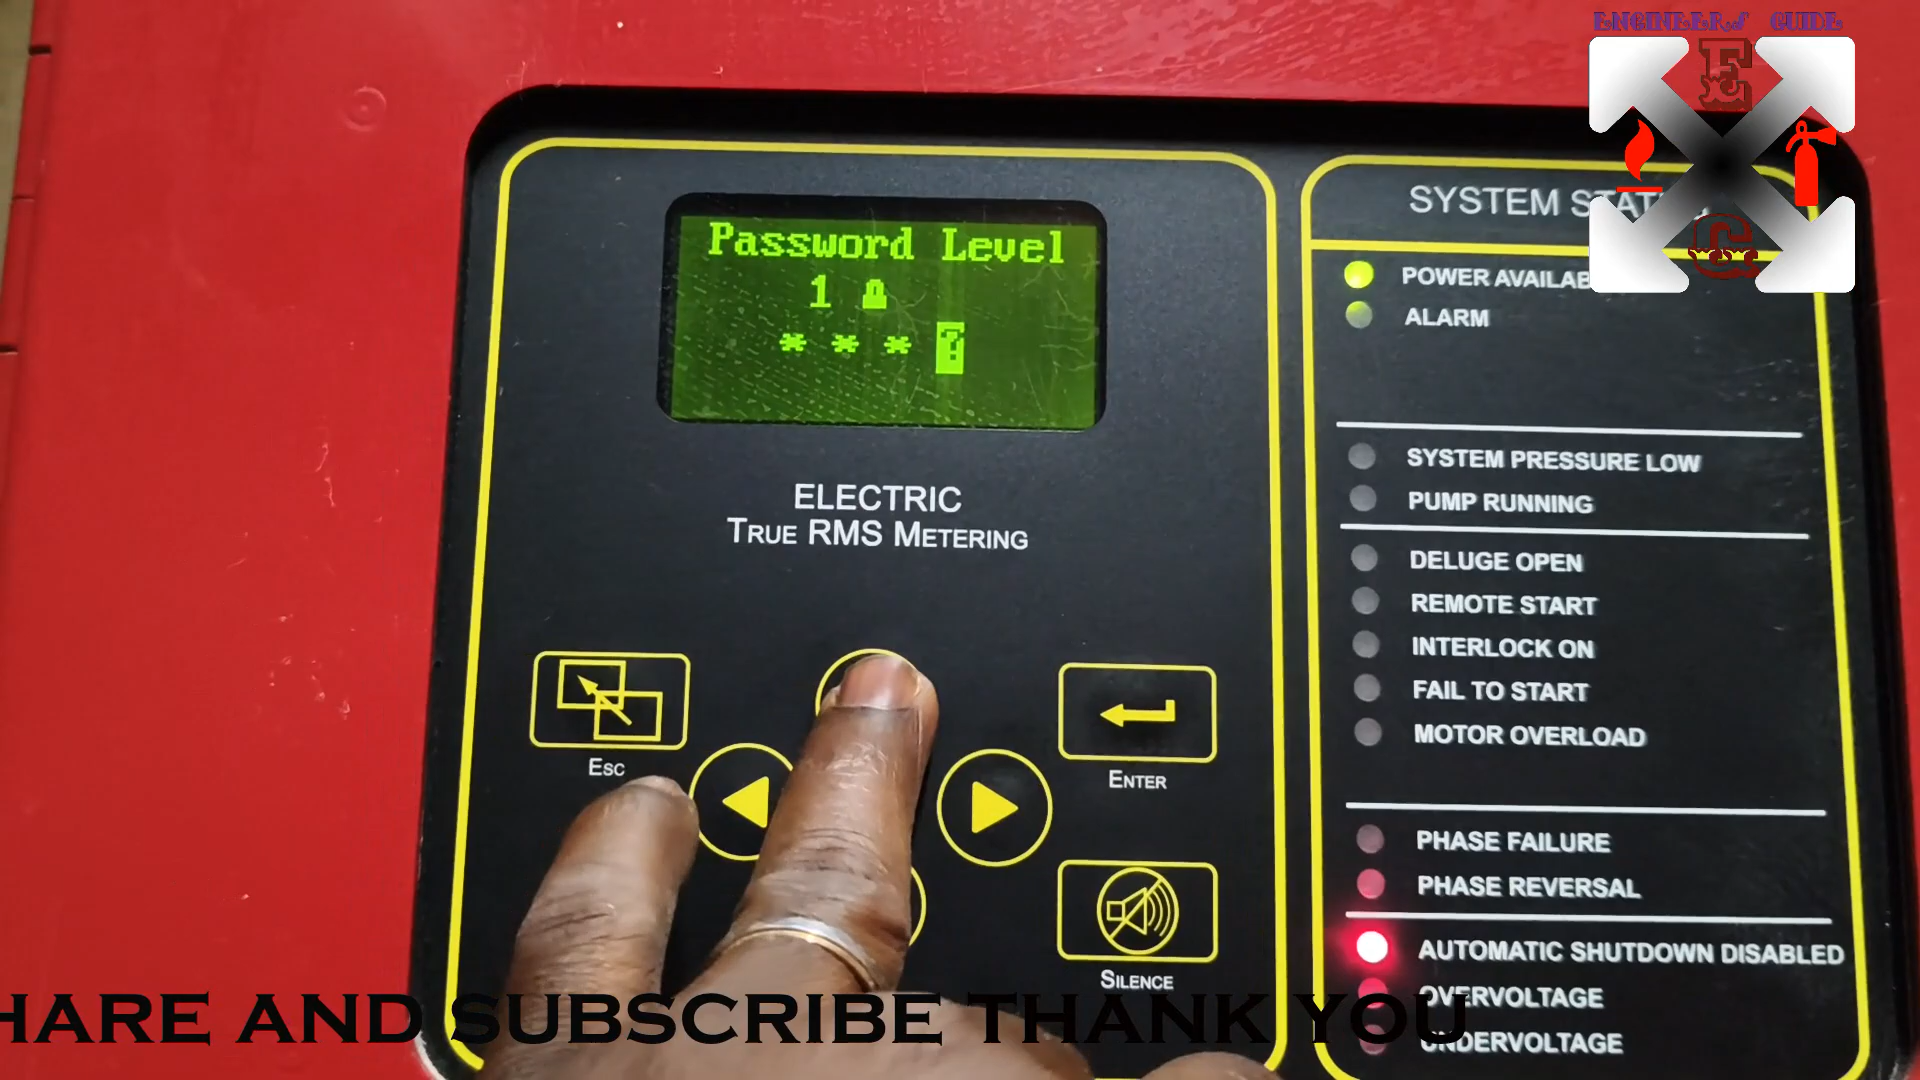 ENGINEERS GUIDE
E
G
Password Level
1
* * * ?
ELECTRIC
TRUE RMS METERING
ESC
ENTER
SILENCE
SYSTEM
POWER
ALARM
SYSTEM PRESSURE LOW
PUMP RUNNING
DELUGE OPEN
REMOTE START
INTERLOCK ON
FAIL TO START
MOTOR OVERLOAD
PHASE FAILURE
PHASE REVERSAL
AUTOMATIC SHUTDOWN DISABLED
OVERVOLTAGE
UNDERVOLTAGE
HARE AND SUBSCRIBE THANK YOU